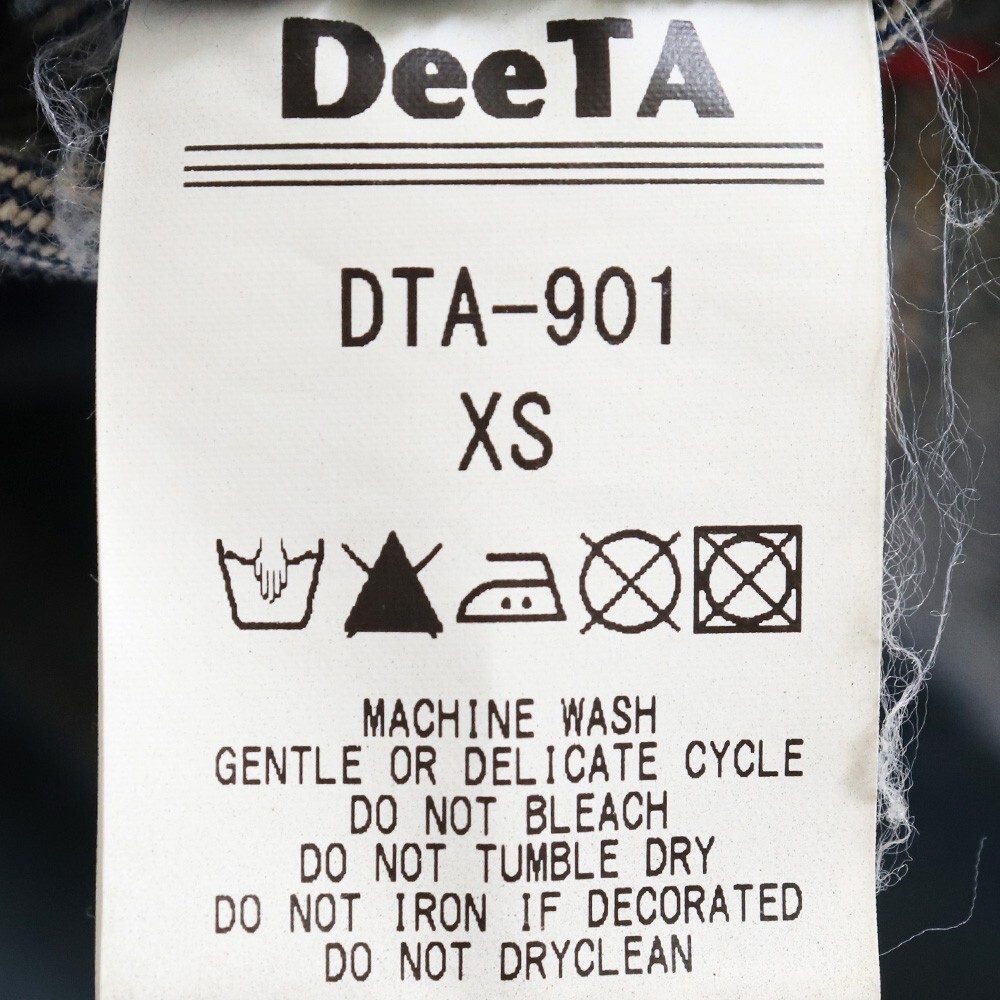 DeeTA
DTA-901
XS
MACHINE WASH
GENTLE OR DELICATE CYCLE
DO NOT BLEACH
DO NOT TUMBLE DRY
DO NOT IRON IF DECORATED
DO NOT DRYCLEAN